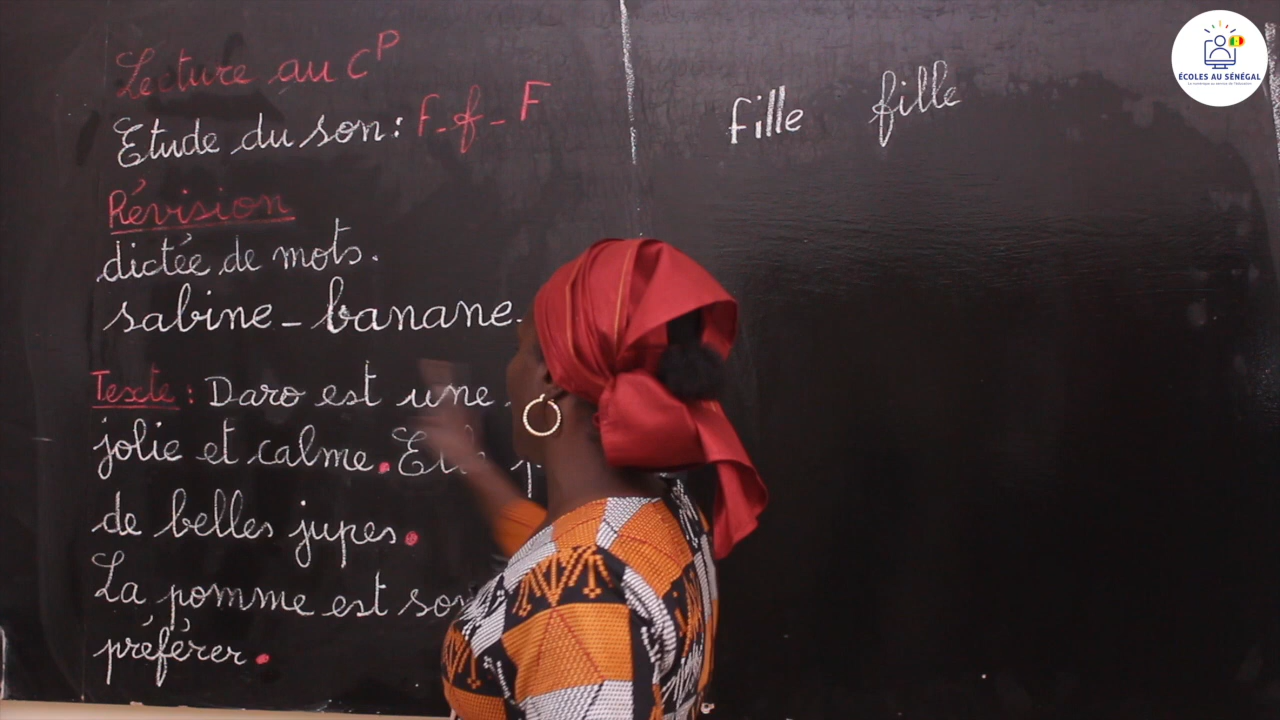 Lecture au CP
Etude du son: f-f-F
Révision
dictée de mots.
sabine - banane.
Texte: Daro est une
jolie et calme.
de belles jupes.
La pomme est son
préférer.
fille fille
ÉCOLES AU SÉNÉGAL